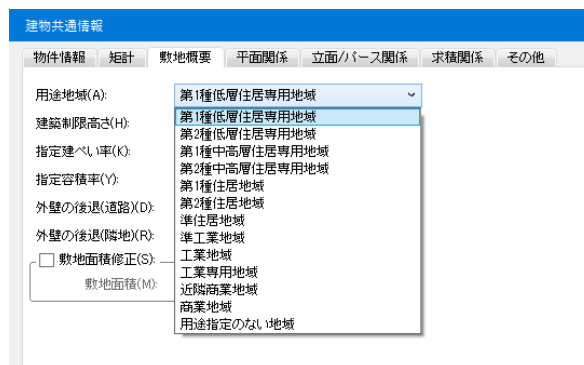 建物共通情報
物件情報 矩計 敷地概要 平面関係 立面/パース関係 求積関係 その他
用途地域(A): 第1種低層住居専用地域
建築制限高さ(H):
指定建ぺい率(K):
指定容積率(Y):
外壁の後退(道路)(D):
外壁の後退(隣地)(R):
敷地面積修正(S):
敷地面積(M):
第1種低層住居専用地域
第2種低層住居専用地域
第1種中高層住居専用地域
第2種中高層住居専用地域
第1種住居地域
第2種住居地域
準住居地域
準工業地域
工業地域
工業専用地域
近隣商業地域
商業地域
用途指定のない地域